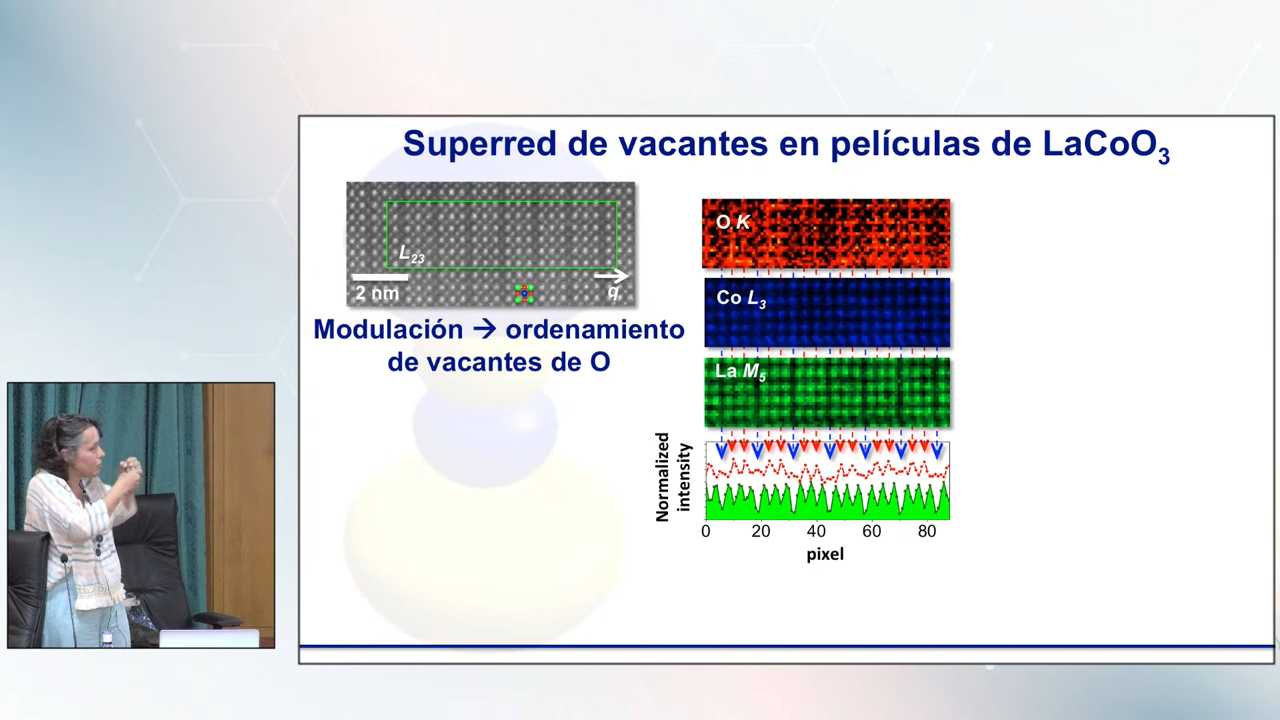 Superred de vacantes en películas de LaCoO3
L23
2 nm
q
Modulación → ordenamiento
de vacantes de O
O K
Co L3
La M5
Normalized
intensity
0 20 40 60 80
pixel